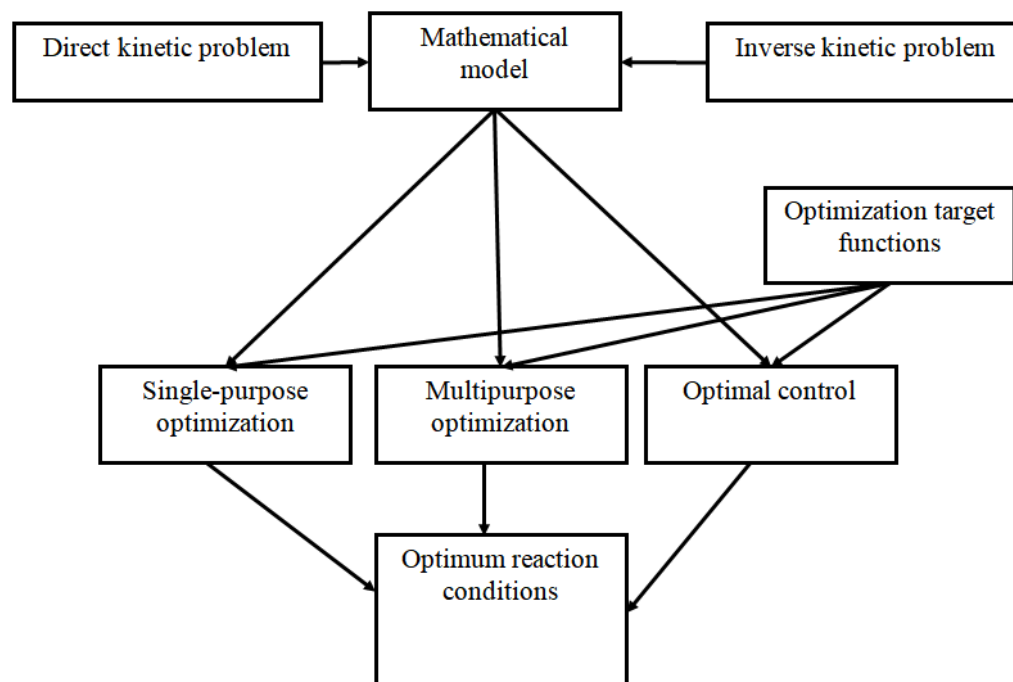 Direct kinetic problem
Mathematical
model
Inverse kinetic problem
Optimization target
functions
Single-purpose
optimization
Multipurpose
optimization
Optimal control
Optimum reaction
conditions